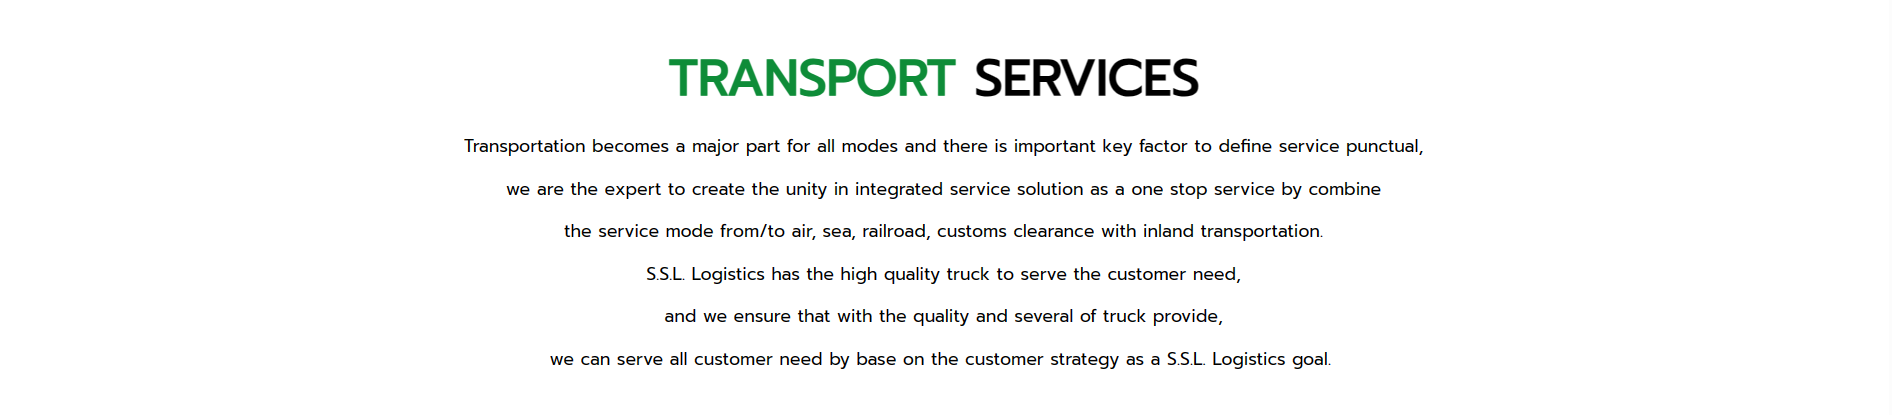 TRANSPORT SERVICES
Transportation becomes a major part for all modes and there is important key factor to define service punctual,
we are the expert to create the unity in integrated service solution as a one stop service by combine
the service mode from/to air, sea, railroad, customs clearance with inland transportation.
S.S.L. Logistics has the high quality truck to serve the customer need,
and we ensure that with the quality and several of truck provide,
we can serve all customer need by base on the customer strategy as a S.S.L. Logistics goal.